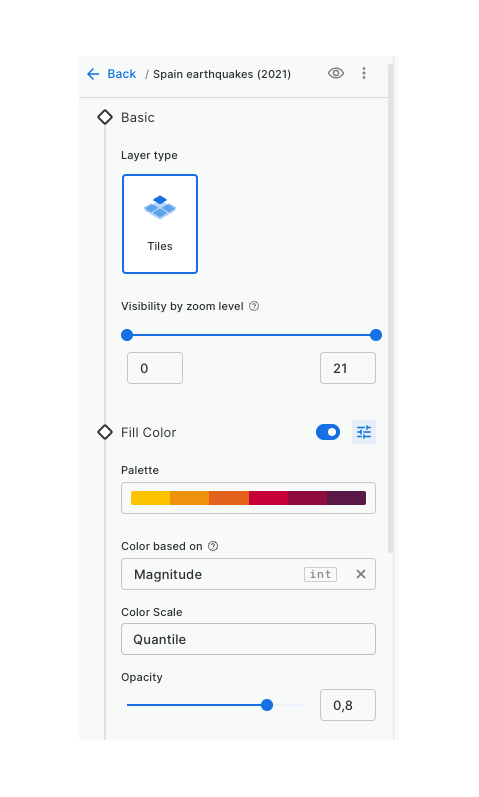 Back / Spain earthquakes (2021)
Basic
Layer type
Tiles
Visibility by zoom level ?
0 21
Fill Color
Palette
Color based on ?
Magnitude int ×
Color Scale
Quantile
Opacity
0,8